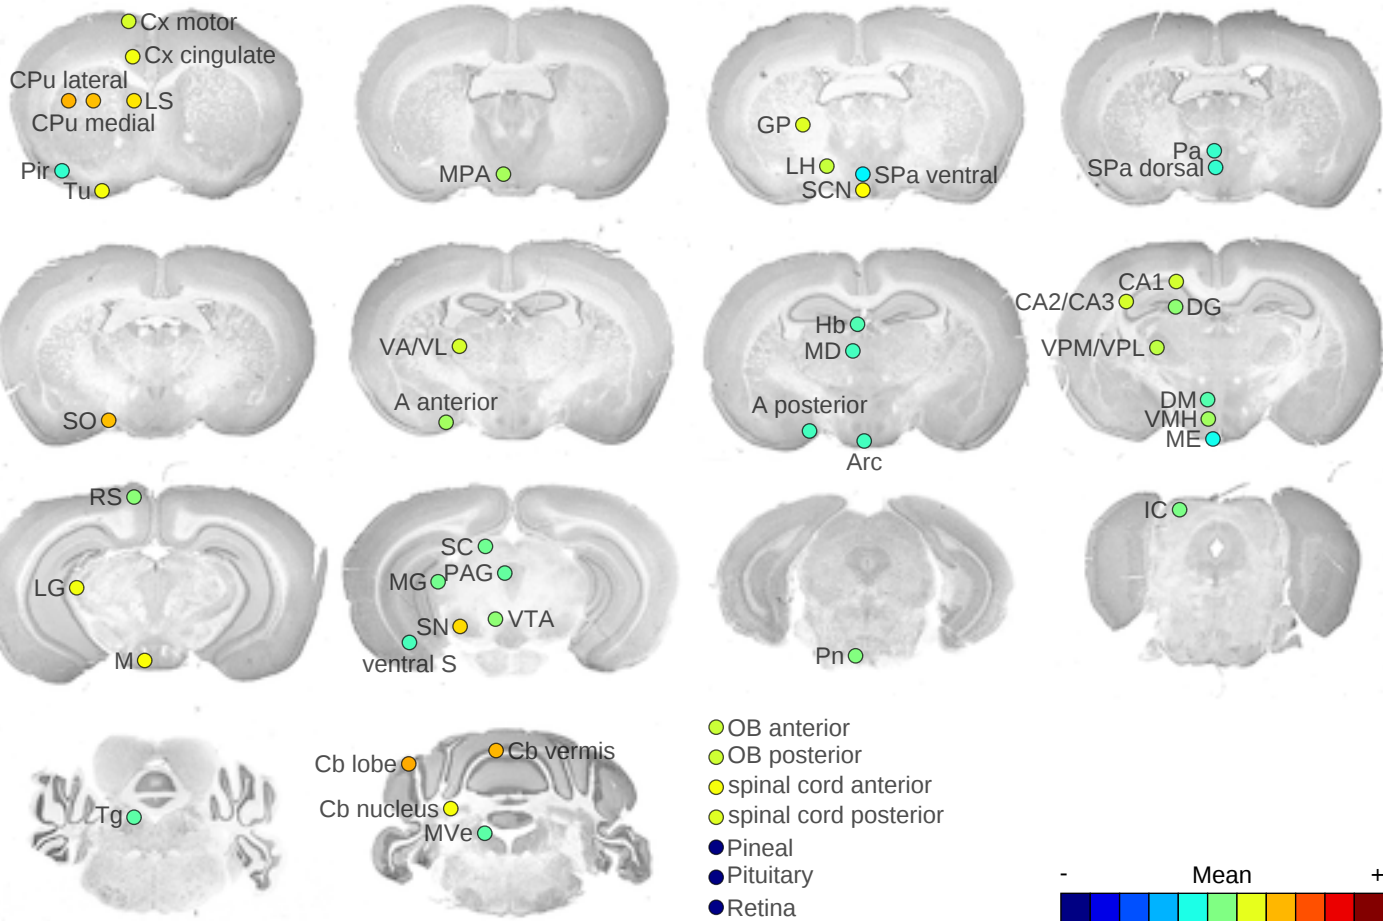 Cx motor
Cx cingulate
CPu lateral
LS
CPu medial
Pir
Tu
MPA
GP
LH
SPa ventral
SCN
Pa
SPa dorsal
SO
VA/VL
A anterior
Hb
MD
A posterior
Arc
CA1
CA2/CA3
DG
VPM/VPL
DM
VMH
ME
RS
LG
M
SC
PAG
MG
VTA
SN
ventral S
Pn
IC
Tg
Cb lobe
Cb vermis
Cb nucleus
MVe
OB anterior
OB posterior
spinal cord anterior
spinal cord posterior
Pineal
Pituitary
Retina
- Mean +